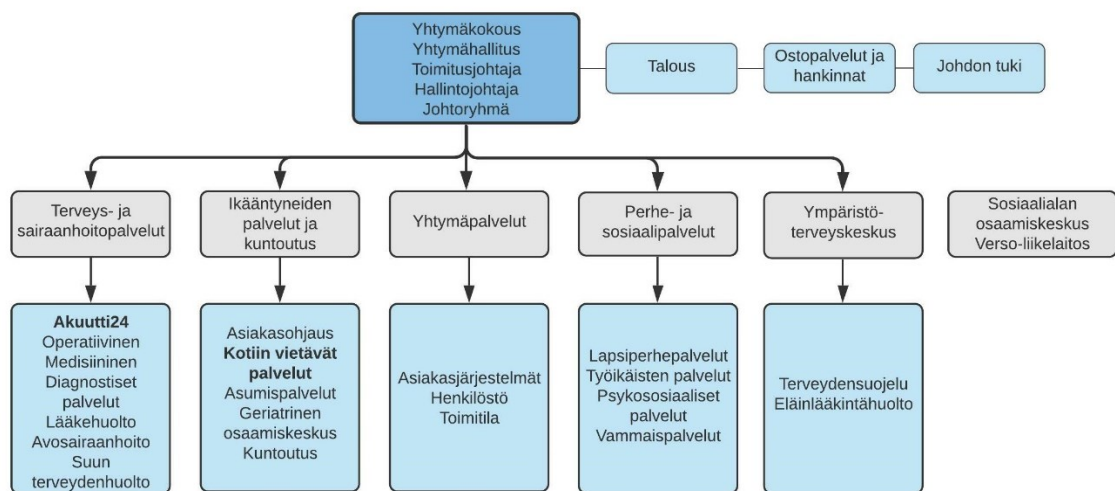 Yhtymäkokous
Yhtymähallitus
Toimitusjohtaja
Hallintojohtaja
Johtoryhmä
Talous
Ostopalvelut ja
hankinnat
Johdon tuki
Terveys- ja
sairaanhoitopalvelut
Ikääntyneiden
palvelut ja
kuntoutus
Yhtymäpalvelut
Perhe- ja
sosiaalipalvelut
Ympäristö-
terveyskeskus
Sosiaalialan
osaamiskeskus
Verso-liikelaitos
Akuutti24
Operatiivinen
Medisiininen
Diagnostiset
palvelut
Lääkehuolto
Avosairaanhoito
Suun
terveydenhuolto
Asiakasohjaus
Kotiin vietävät
palvelut
Asumispalvelut
Geriatrinen
osaamiskeskus
Kuntoutus
Asiakasjärjestelmät
Henkilöstö
Toimitila
Lapsiperhepalvelut
Työikäisten palvelut
Psykososiaaliset
palvelut
Vammaispalvelut
Terveydensuojelu
Eläinlääkintähuolto